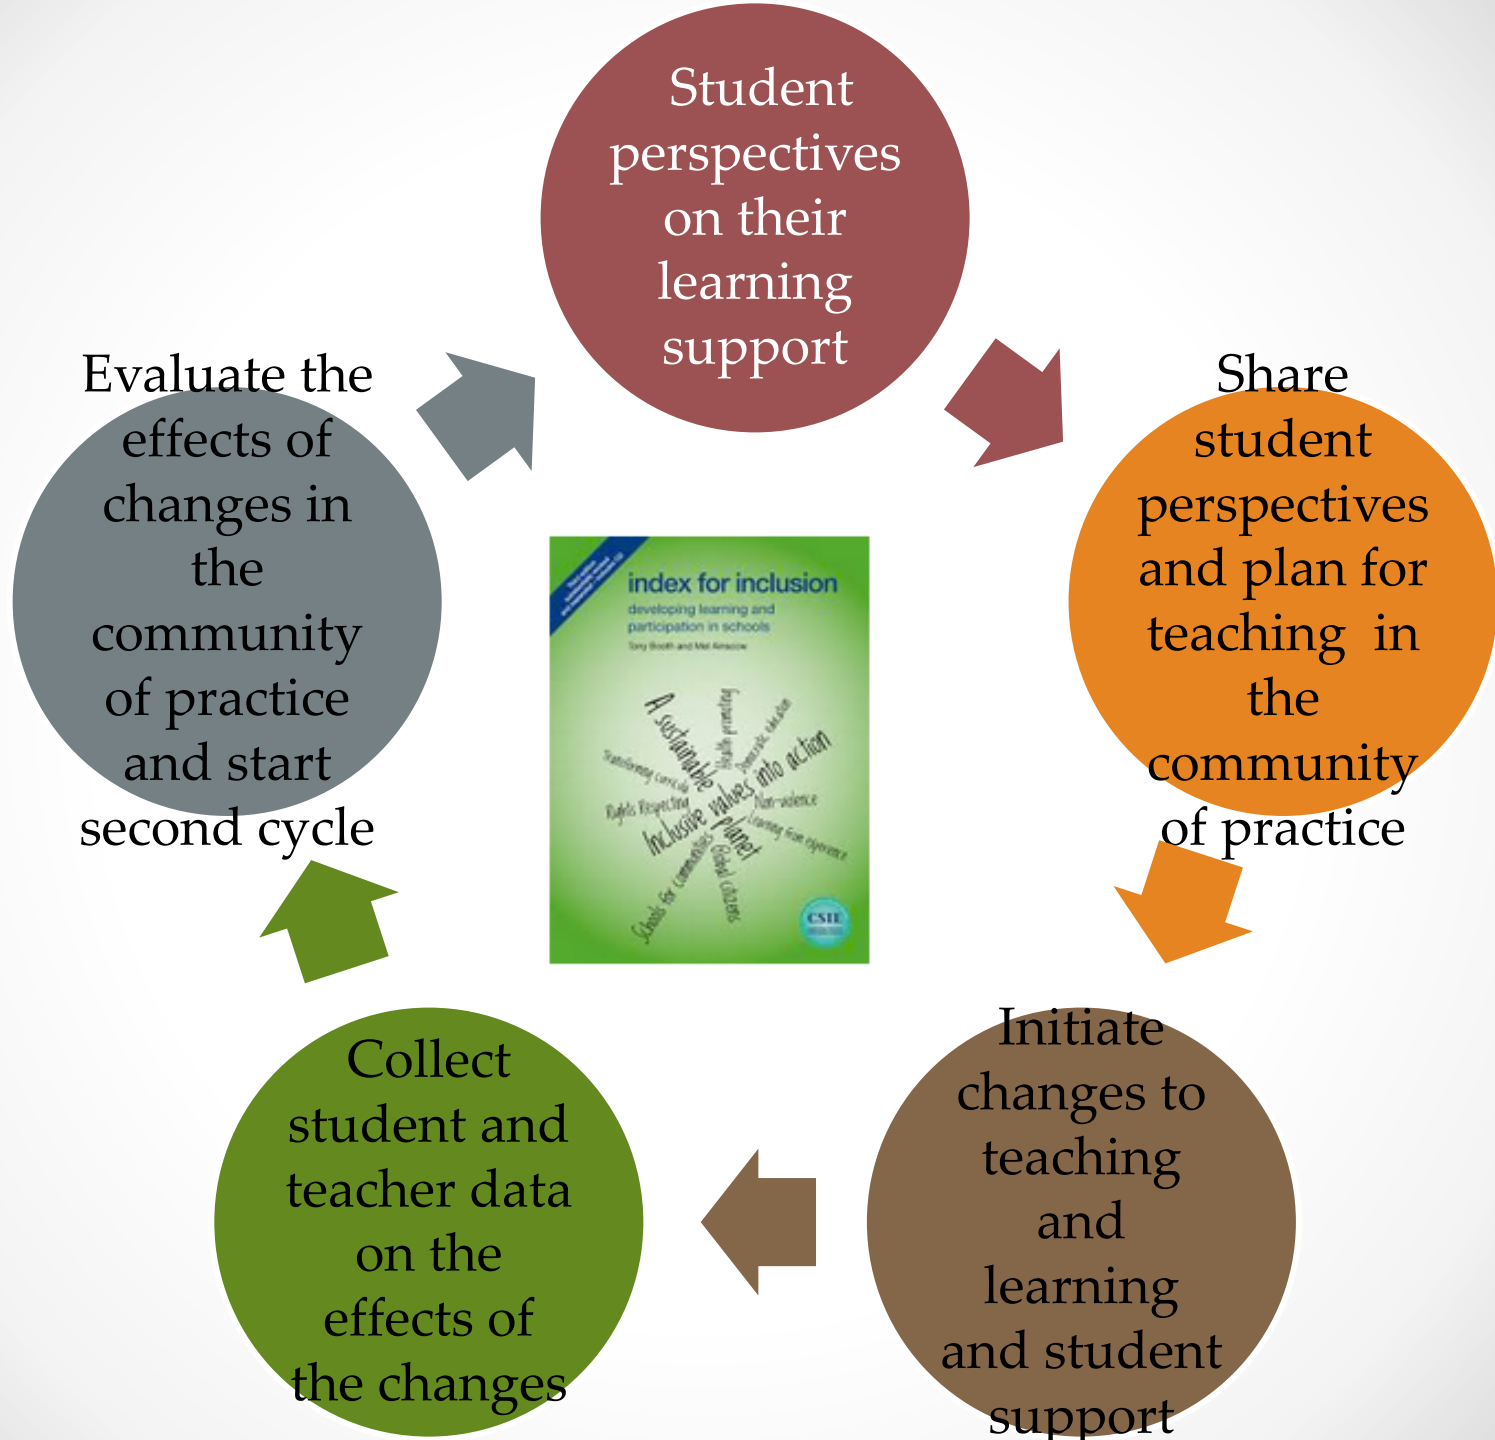 Student
perspectives
on their
learning
support
Share
student
perspectives
and plan for
teaching in
the
community
of practice
Initiate
changes to
teaching
and
learning
and student
support
Collect
student and
teacher data
on the
effects of
the changes
Evaluate the
effects of
changes in
the
community
of practice
and start
second cycle
index for inclusion
developing learning and
participation in schools
Tony Booth and Mel Ainscow
A sustainable
planet
Health promoting
Democratic education
Inclusive values into action
Non-violence
Learning from experience
Global citizens
Schools for communities
Rights Respecting
CSIE